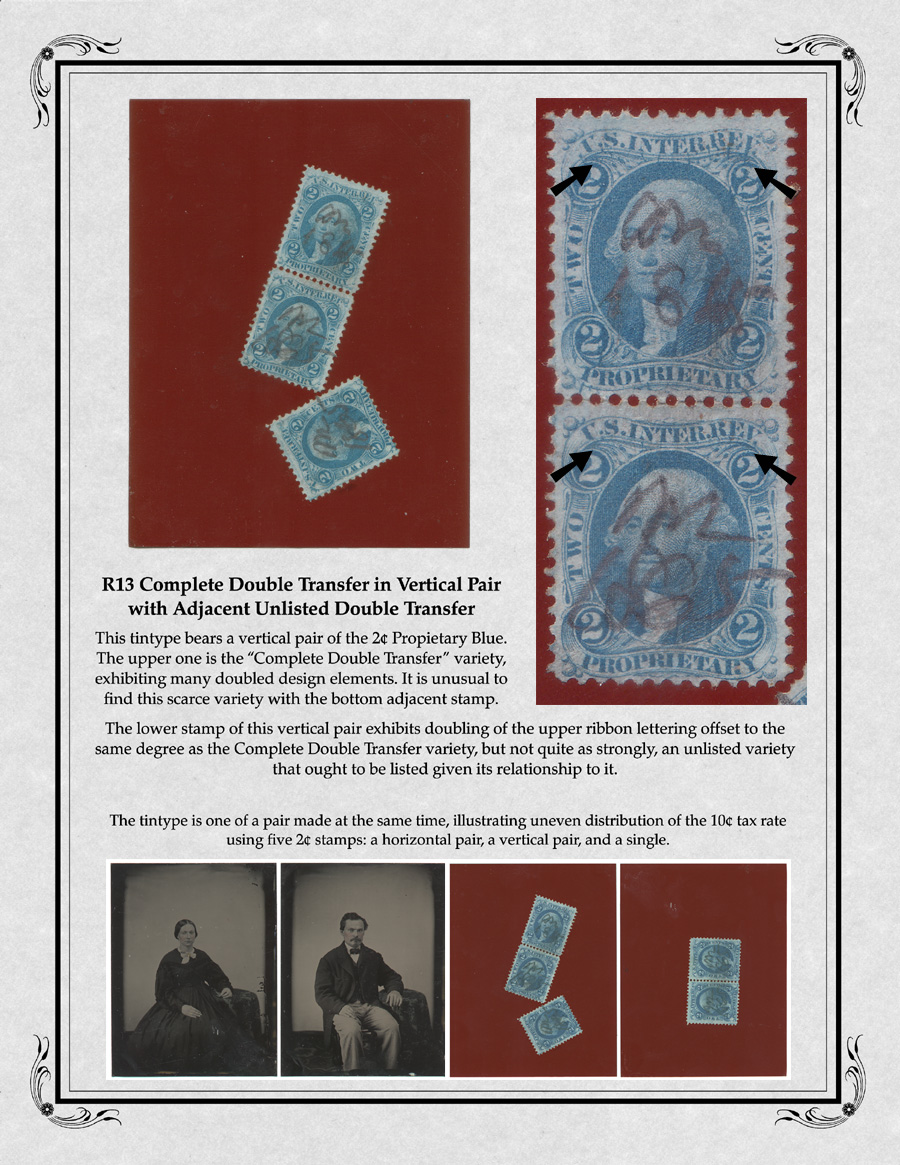 U.S. INTER. REV.
2
2
TWO
CENTS
2
2
PROPRIETARY
U.S. INTER. REV.
2
2
TWO
CENTS
2
2
PROPRIETARY
R13 Complete Double Transfer in Vertical Pair
with Adjacent Unlisted Double Transfer
This tintype bears a vertical pair of the 2¢ Propietary Blue.
The upper one is the “Complete Double Transfer” variety,
exhibiting many doubled design elements. It is unusual to
find this scarce variety with the bottom adjacent stamp.
The lower stamp of this vertical pair exhibits doubling of the upper ribbon lettering offset to the
same degree as the Complete Double Transfer variety, but not quite as strongly, an unlisted variety
that ought to be listed given its relationship to it.
The tintype is one of a pair made at the same time, illustrating uneven distribution of the 10¢ tax rate
using five 2¢ stamps: a horizontal pair, a vertical pair, and a single.